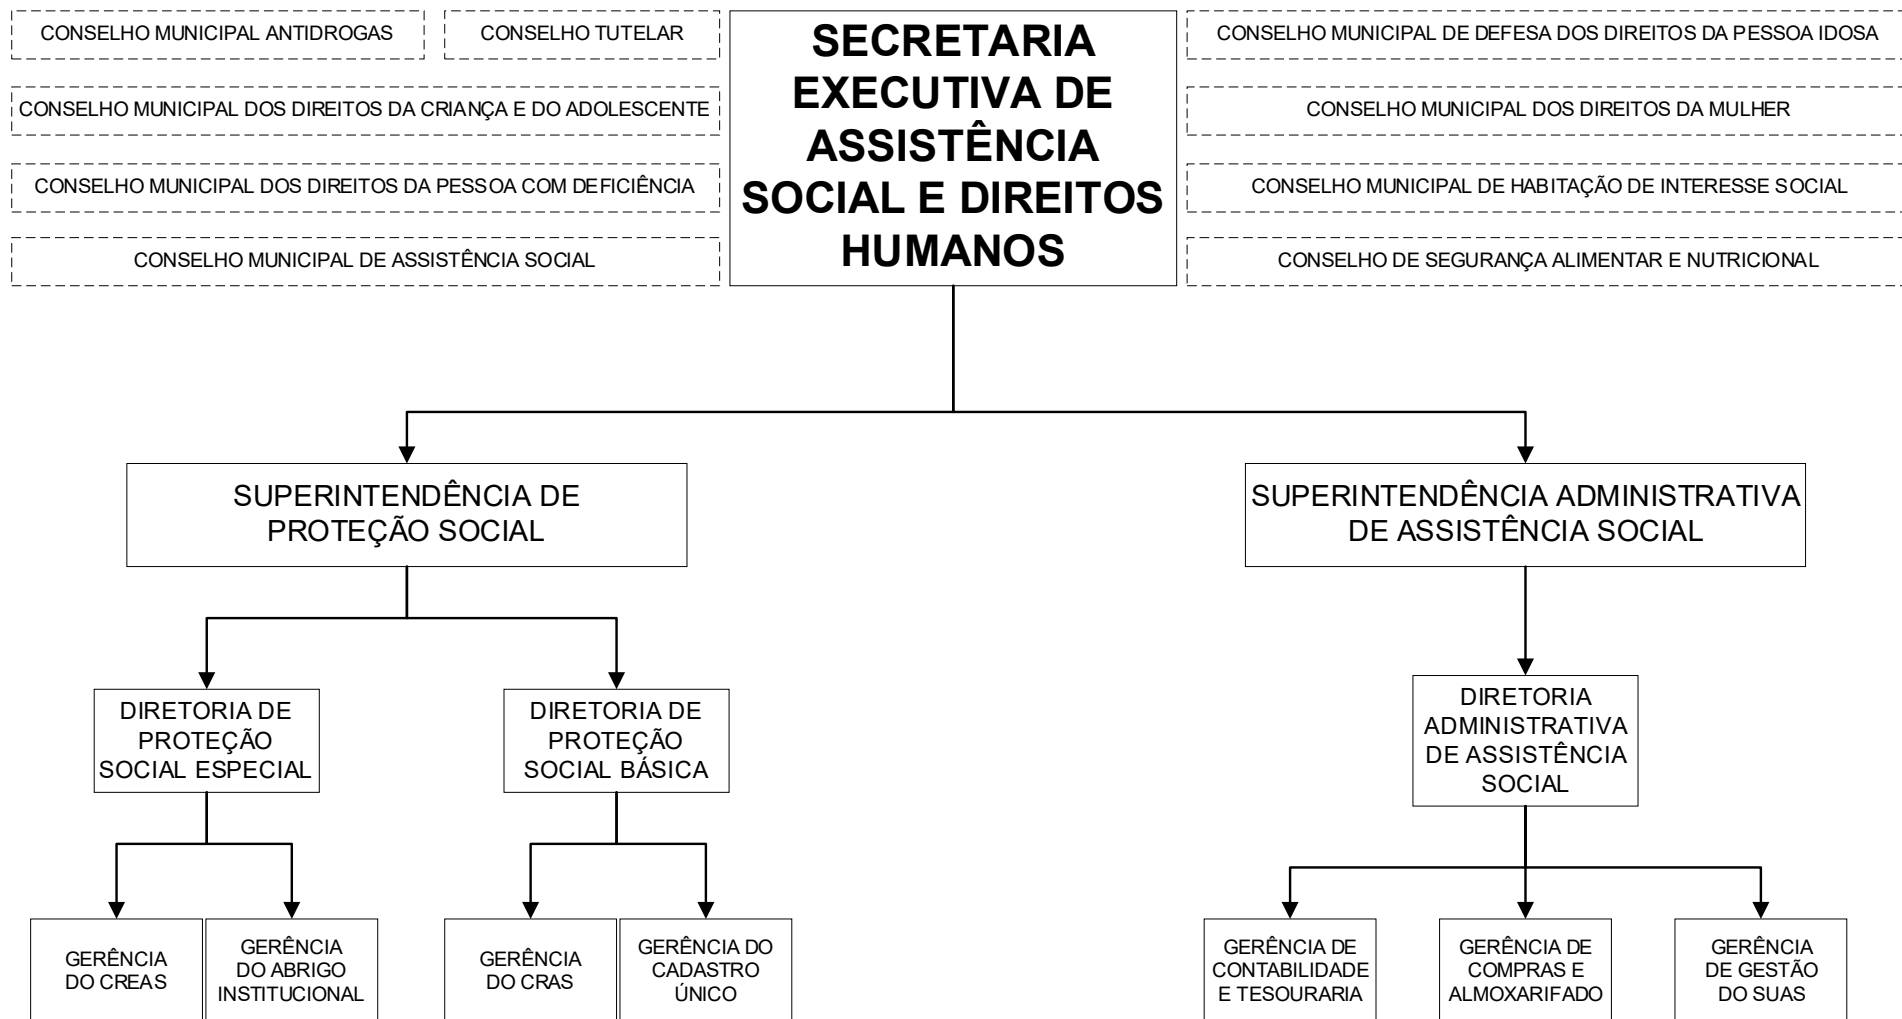 CONSELHO MUNICIPAL ANTIDROGAS
CONSELHO TUTELAR
CONSELHO MUNICIPAL DOS DIREITOS DA CRIANÇA E DO ADOLESCENTE
CONSELHO MUNICIPAL DOS DIREITOS DA PESSOA COM DEFICIÊNCIA
CONSELHO MUNICIPAL DE ASSISTÊNCIA SOCIAL
SECRETARIA
EXECUTIVA DE
ASSISTÊNCIA
SOCIAL E DIREITOS
HUMANOS
CONSELHO MUNICIPAL DE DEFESA DOS DIREITOS DA PESSOA IDOSA
CONSELHO MUNICIPAL DOS DIREITOS DA MULHER
CONSELHO MUNICIPAL DE HABITAÇÃO DE INTERESSE SOCIAL
CONSELHO DE SEGURANÇA ALIMENTAR E NUTRICIONAL
SUPERINTENDÊNCIA DE
PROTEÇÃO SOCIAL
SUPERINTENDÊNCIA ADMINISTRATIVA
DE ASSISTÊNCIA SOCIAL
DIRETORIA DE
PROTEÇÃO
SOCIAL ESPECIAL
DIRETORIA DE
PROTEÇÃO
SOCIAL BÁSICA
DIRETORIA
ADMINISTRATIVA
DE ASSISTÊNCIA
SOCIAL
GERÊNCIA
DO CREAS
GERÊNCIA
DO ABRIGO
INSTITUCIONAL
GERÊNCIA
DO CRAS
GERÊNCIA DO
CADASTRO
ÚNICO
GERÊNCIA DE
CONTABILIDADE
E TESOURARIA
GERÊNCIA DE
COMPRAS E
ALMOXARIFADO
GERÊNCIA
DE GESTÃO
DO SUAS